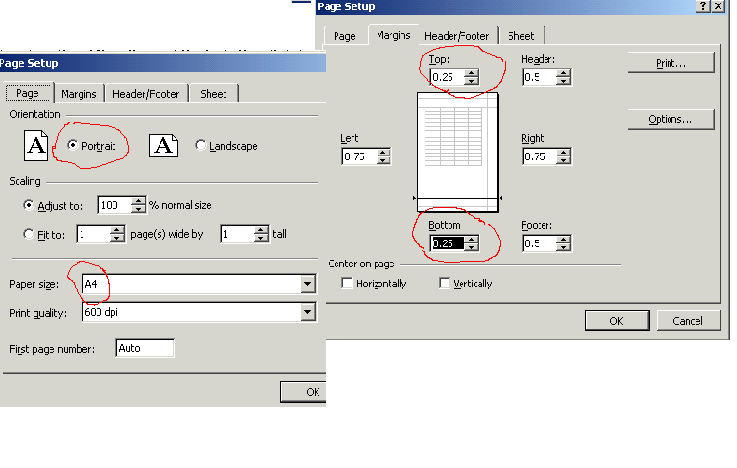 Page Setup
Page Margins Header/Footer Sheet
Orientation
A Portrait A Landscape
Scaling
Adjust to: 100 % normal size
Fit to: page(s) wide by 1 tall
Paper size: A4
Print quality: 600 dpi
First page number: Auto
OK
Page Setup
Page Margins Header/Footer Sheet
Top: Header:
0.25 0.5
Print...
Options...
Left Right
0.75 0.75
Bottom Footer:
0.25 0.5
Center on page
Horizontally Vertically
OK Cancel